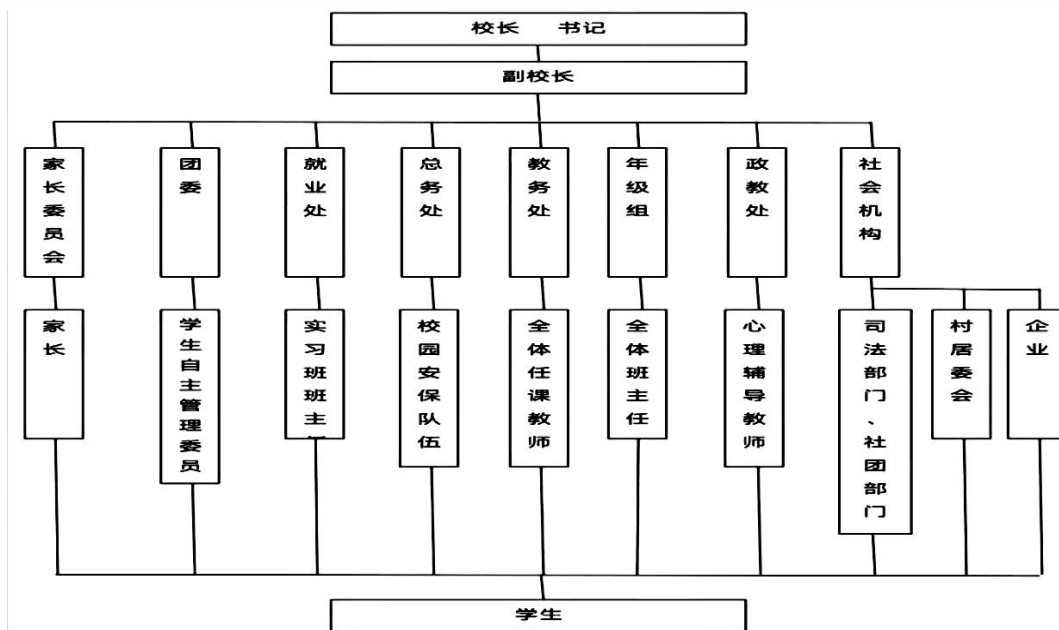 校长 书记
副校长
家长委员会
团委
就业处
总务处
教务处
年级组
政教处
社会机构
家长
学生自主管理委员
实习班班主
校园安保队伍
全体任课教师
全体班主任
心理辅导教师
司法部门、社团部门
村居委会
企业
学生